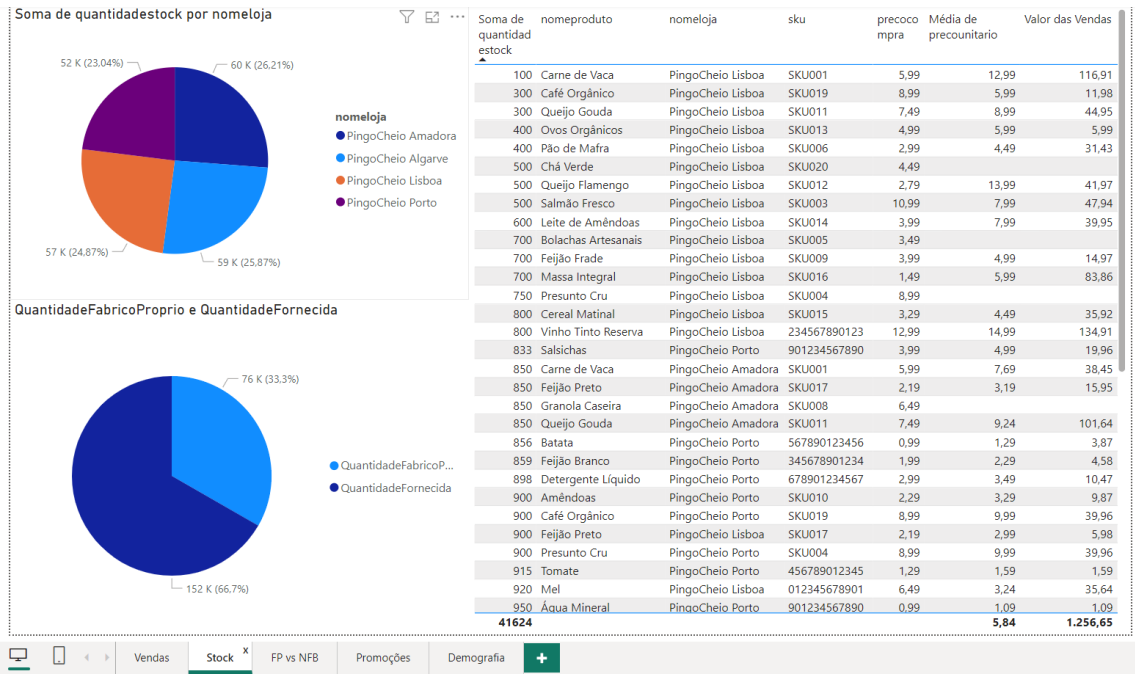 Soma de quantidadestock por nomeloja
52 K (23,04%)
60 K (26,21%)
57 K (24,87%)
59 K (25,87%)
nomeloja
PingoCheio Amadora
PingoCheio Algarve
PingoCheio Lisboa
PingoCheio Porto
QuantidadeFabricoProprio e QuantidadeFornecida
76 K (33,3%)
152 K (66,7%)
QuantidadeFabricoP...
QuantidadeFornecida
Soma de quantidad estock nomeproduto nomeloja sku precoco mpra Média de precounitario Valor das Vendas
100 Carne de Vaca PingoCheio Lisboa SKU001 5,99 12,99 116,91
300 Café Orgânico PingoCheio Lisboa SKU019 8,99 5,99 11,98
300 Queijo Gouda PingoCheio Lisboa SKU011 7,49 8,99 44,95
400 Ovos Orgânicos PingoCheio Lisboa SKU013 4,99 5,99 5,99
400 Pão de Mafra PingoCheio Lisboa SKU006 2,99 4,49 31,43
500 Chá Verde PingoCheio Lisboa SKU020 4,49
500 Queijo Flamengo PingoCheio Lisboa SKU012 2,79 13,99 41,97
500 Salmão Fresco PingoCheio Lisboa SKU003 10,99 7,99 47,94
600 Leite de Amêndoas PingoCheio Lisboa SKU014 3,99 7,99 39,95
700 Bolachas Artesanais PingoCheio Lisboa SKU005 3,49
700 Feijão Frade PingoCheio Lisboa SKU009 3,99 4,99 14,97
700 Massa Integral PingoCheio Lisboa SKU016 1,49 5,99 83,86
750 Presunto Cru PingoCheio Lisboa SKU004 8,99
800 Cereal Matinal PingoCheio Lisboa SKU015 3,29 4,49 35,92
800 Vinho Tinto Reserva PingoCheio Lisboa 234567890123 12,99 14,99 134,91
833 Salsichas PingoCheio Porto 901234567890 3,99 4,99 19,96
850 Carne de Vaca PingoCheio Amadora SKU001 5,99 7,69 38,45
850 Feijão Preto PingoCheio Amadora SKU017 2,19 3,19 15,95
850 Granola Caseira PingoCheio Amadora SKU008 6,49
850 Queijo Gouda PingoCheio Amadora SKU011 7,49 9,24 101,64
856 Batata PingoCheio Porto 567890123456 0,99 1,29 3,87
859 Feijão Branco PingoCheio Porto 345678901234 1,99 2,29 4,58
898 Detergente Líquido PingoCheio Porto 678901234567 2,99 3,49 10,47
900 Amêndoas PingoCheio Porto SKU010 2,29 3,29 9,87
900 Café Orgânico PingoCheio Porto SKU019 8,99 9,99 39,96
900 Feijão Preto PingoCheio Lisboa SKU017 2,19 2,99 5,98
900 Presunto Cru PingoCheio Porto SKU004 8,99 9,99 39,96
915 Tomate PingoCheio Porto 456789012345 1,29 1,59 1,59
920 Mel PingoCheio Lisboa 012345678901 6,49 3,24 35,64
950 Água Mineral PingoCheio Porto 901234567890 0,99 1,09 1,09
41624 5,84 1.256,65
Vendas Stock x FP vs NFB Promoções Demografia +